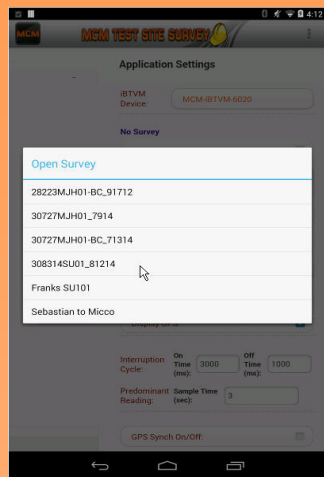 4:12
MCM
MCM TEST SITE SURVEY
Application Settings
iBTVM
Device:
MCM-iBTVM-6020
No Survey
Open Survey
28223MJH01-BC_91712
30727MJH01_7914
30727MJH01-BC_71314
308314SU01_81214
Franks SU101
Sebastian to Micco
Interruption
Cycle:
On
Time
(ms):
3000
Off
Time
(ms):
1000
Predominant
Reading:
Sample Time
(sec):
3
GPS Synch On/Off: